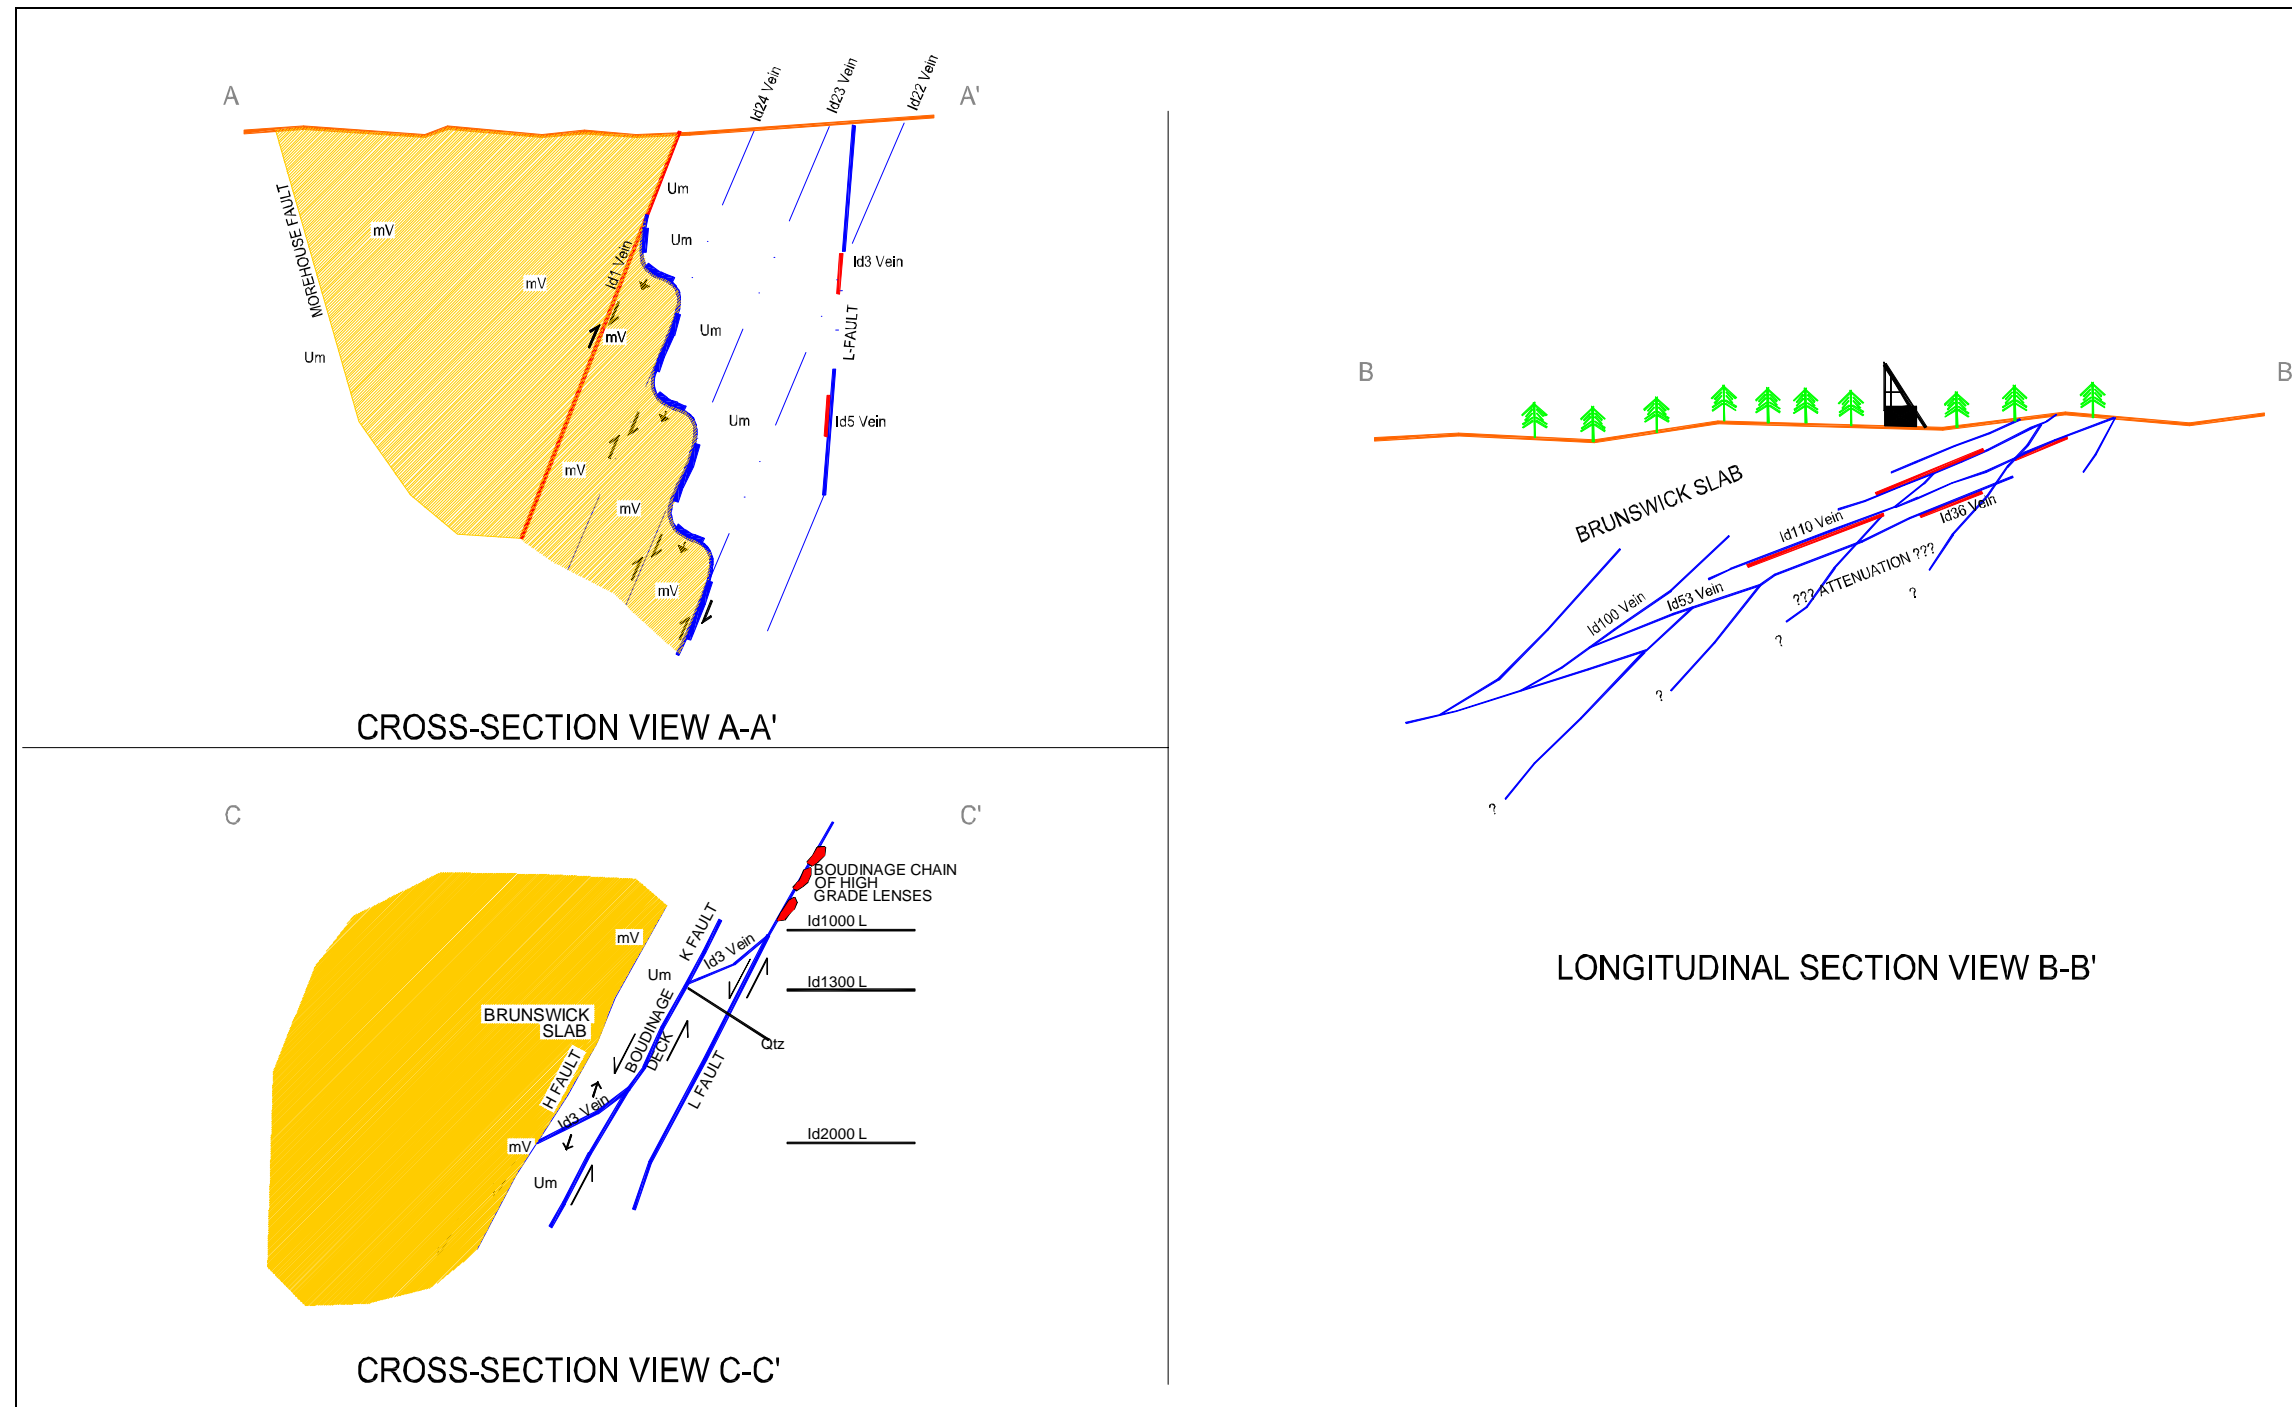 A
A'
Id24 Vein
Id23 Vein
Id22 Vein
MOREHOUSE FAULT
Um
mV
mV
Id1 Vein
mV
mV
mV
mV
Um
Um
Um
Um
Id3 Vein
L-FAULT
Id5 Vein
CROSS-SECTION VIEW A-A'
B
B
BRUNSWICK SLAB
Id110 Vein
Id36 Vein
??? ATTENUATION ???
Id100 Vein
Id53 Vein
?
?
?
?
LONGITUDINAL SECTION VIEW B-B'
C
C'
BOUDINAGE CHAIN
OF HIGH
GRADE LENSES
Id1000 L
Id1300 L
Id2000 L
mV
K FAULT
Id3 Vein
Um
BRUNSWICK
SLAB
BOUDINAGE
DECK
Qtz
H FAULT
L FAULT
Id3 Vein
mV
Um
CROSS-SECTION VIEW C-C'